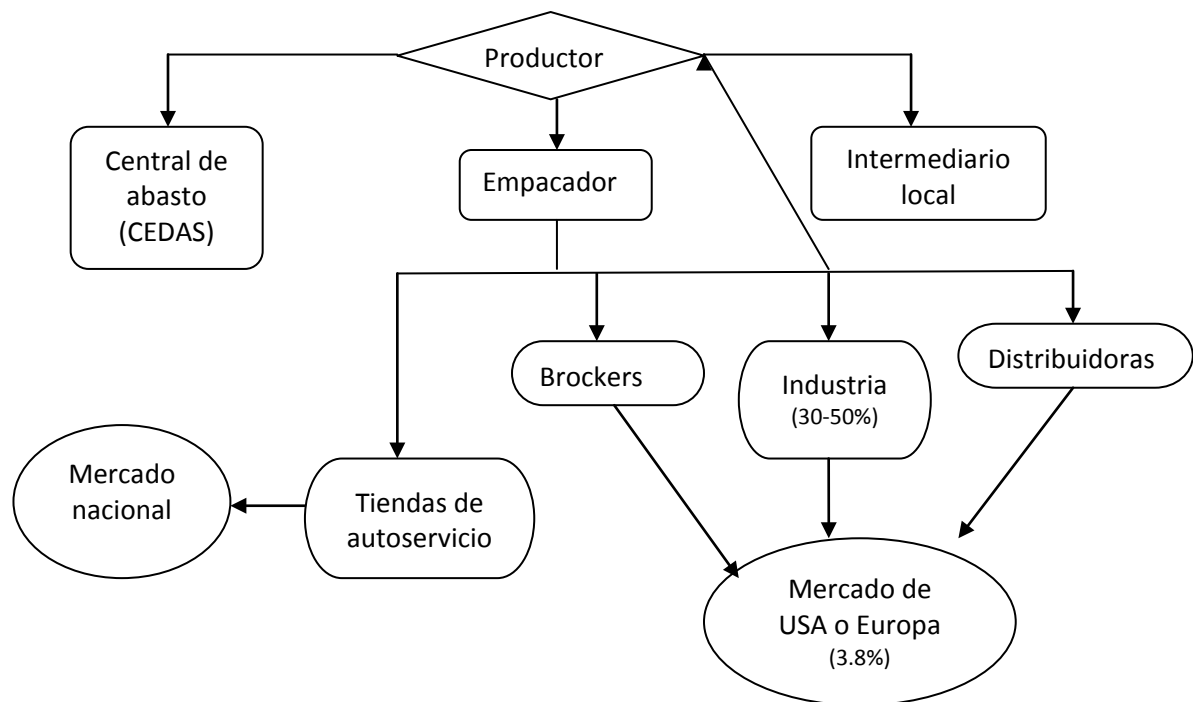 Productor
Central de
abasto
(CEDAS)
Empacador
Intermediario
local
Brockers
Industria
(30-50%)
Distribuidoras
Mercado
nacional
Tiendas de
autoservicio
Mercado de
USA o Europa
(3.8%)